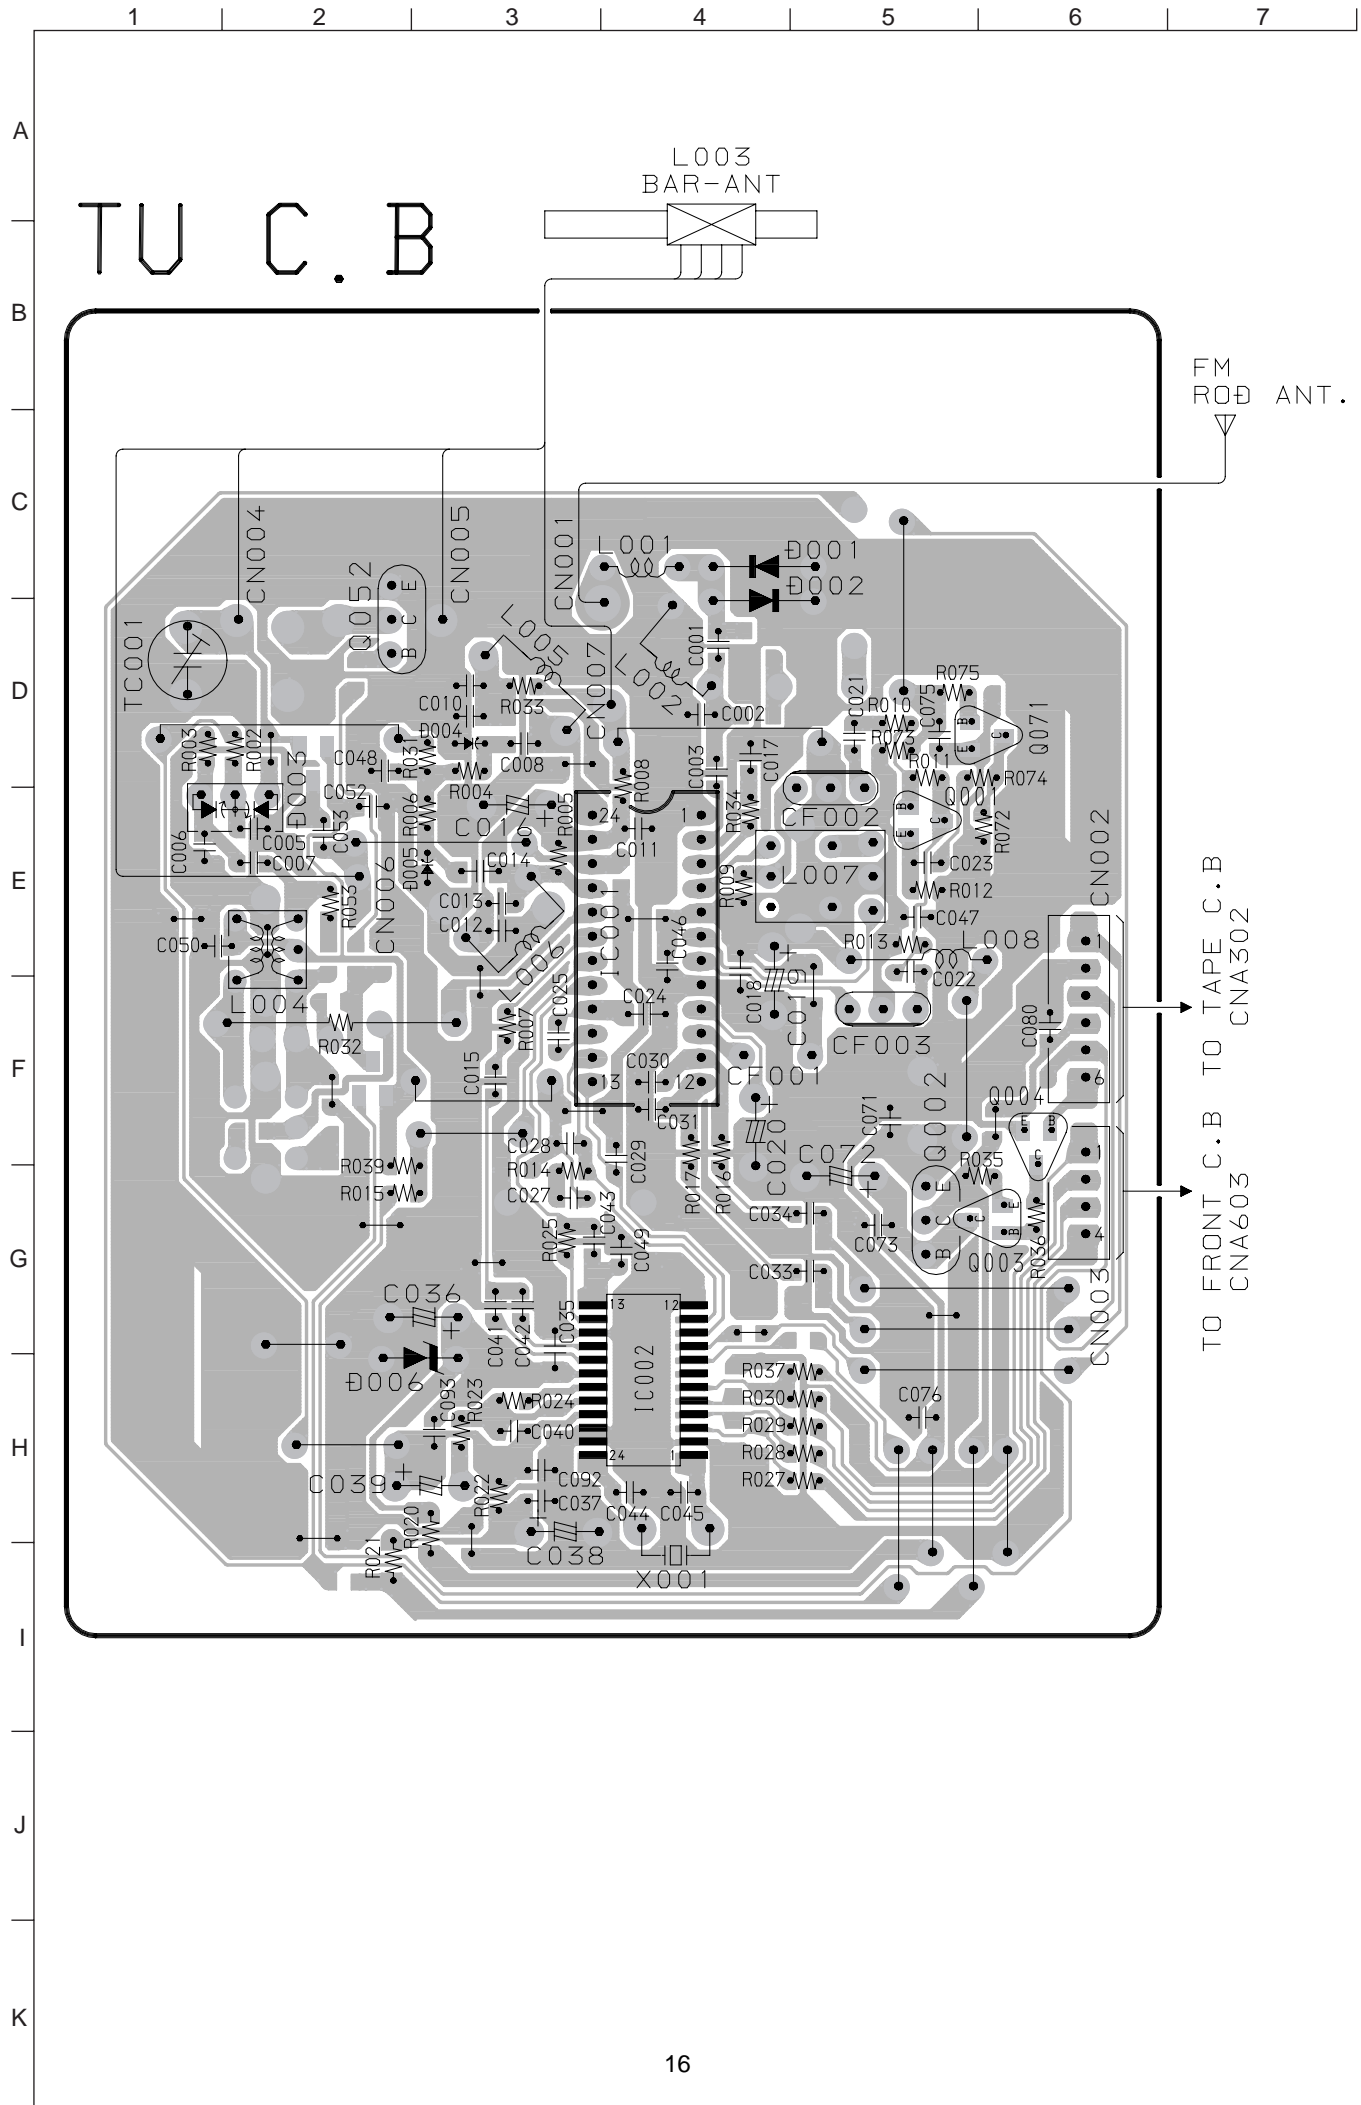 1 2 3 4 5 6 7
A
L003
BAR-ANT
TU C.B
B
FM
ROD ANT.
C
CN004
CN005
CN001
L001
D001
D002
Q052
E
C
B
TC001
L005
CN007
L002
C001
D
C010
R033
C002
C021
R010
C075
R075
B
E
C
Q071
R003
R002
D003
C048
R031
D004
C008
R004
R008
C003
C017
R073
R011
R074
C052
R006
C016
+
R005
24
1
R034
CF002
Q001
B
E
C
R072
C006
C005
C007
C053
D005
C014
C011
R009
L007
C023
R012
CN002
E
R053
CN006
C013
C012
IC001
C046
C047
C050
L004
L006
C025
C018
+
C019
R013
L008
C022
1
TO TAPE C.B
CNA302
R032
R007
C024
CF003
C080
F
C015
C030
13
12
CF001
6
C031
+
C020
C071
Q002
Q004
E
B
C
C028
C029
R039
R014
R017
R016
C072
+
E
C
B
R035
1
R015
C027
C043
C034
C073
C
E
B
Q003
R036
4
TO FRONT C.B
CNA603
G
R025
C049
C033
CN003
C036
+
C041
C042
C035
13
12
IC002
D006
C093
R023
R024
R037
R030
C076
H
C040
R029
24
1
R028
C039
+
R022
C092
C037
R027
R020
C044
C045
R021
C038
X001
I
J
K
16